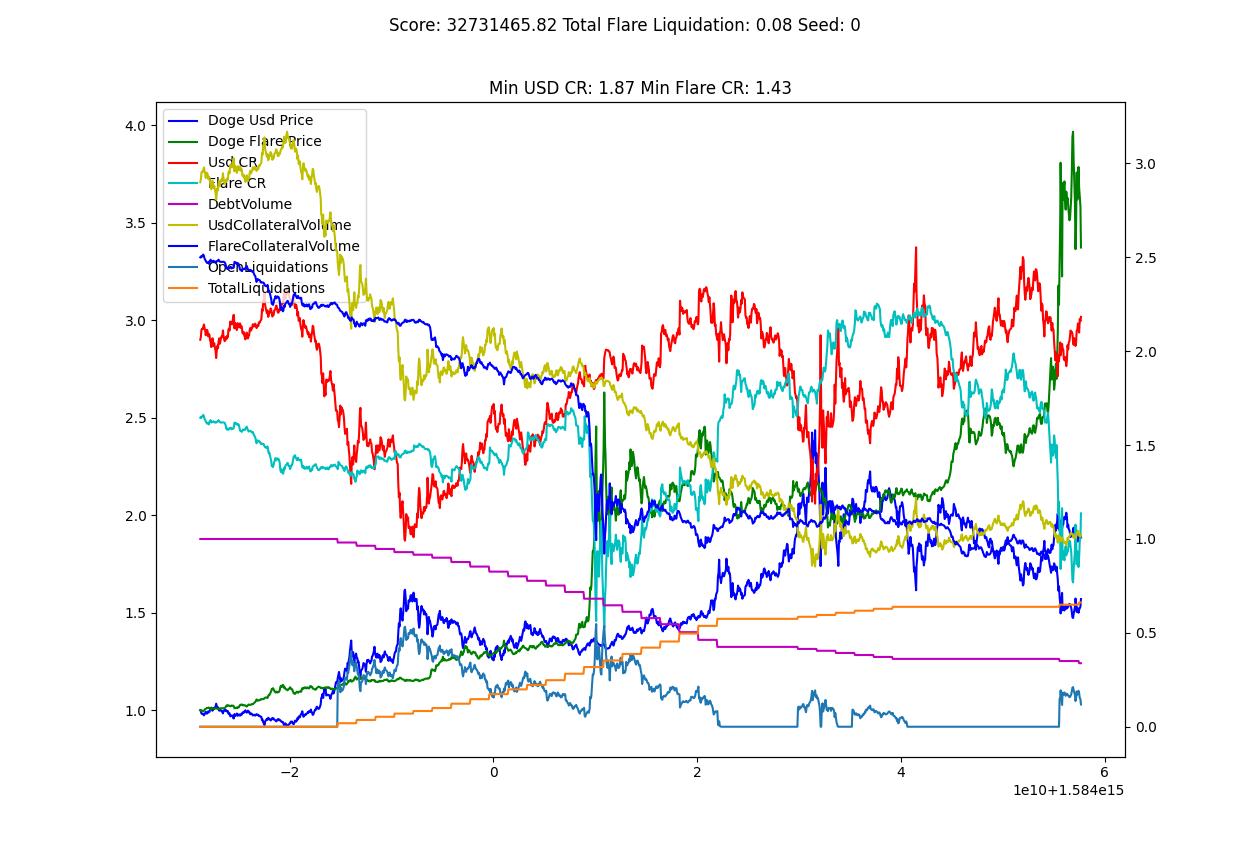 Score: 32731465.82 Total Flare Liquidation: 0.08 Seed: 0
Min USD CR: 1.87 Min Flare CR: 1.43
Doge Usd Price
Doge Flare Price
Usd CR
Flare CR
DebtVolume
UsdCollateralVolume
FlareCollateralVolume
OpenLiquidations
TotalLiquidations
4.0
3.5
3.0
2.5
2.0
1.5
1.0
3.0
2.5
2.0
1.5
1.0
0.5
0.0
−2
0
2
4
6
1e10+1.584e15